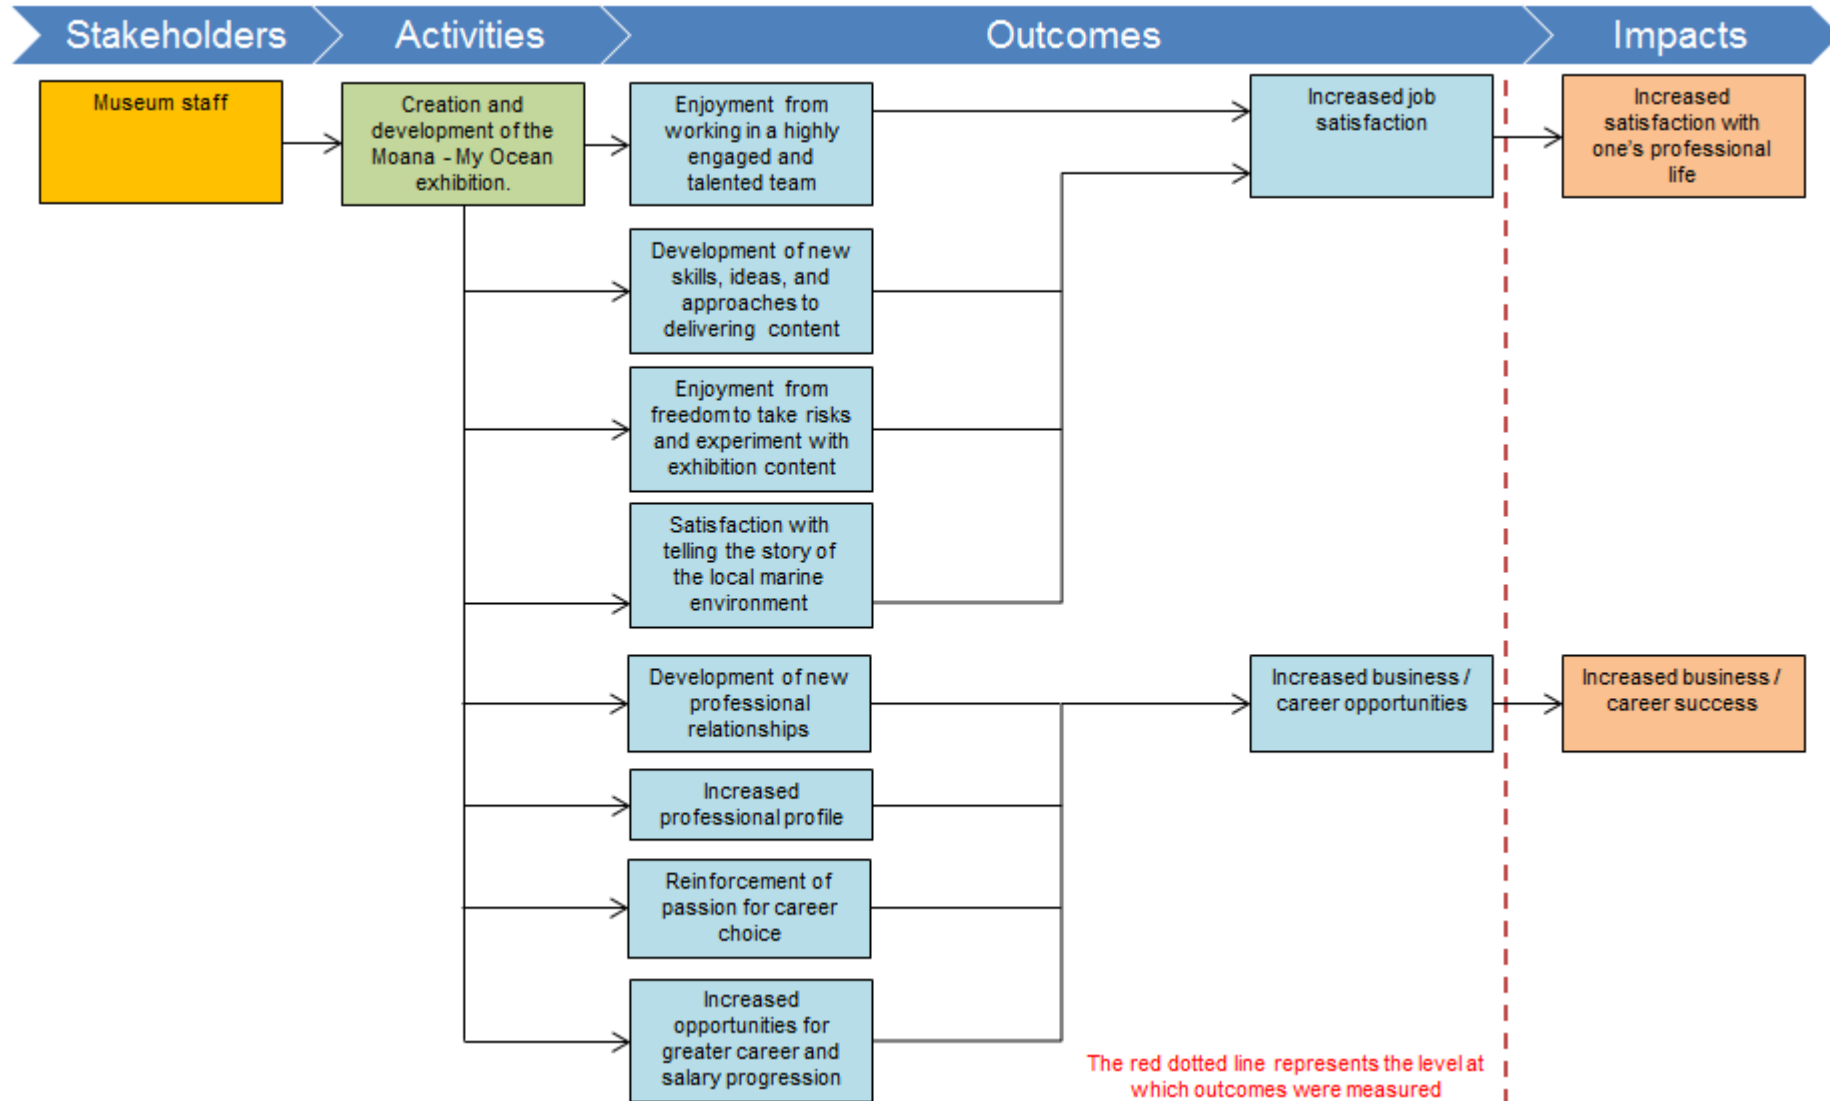 Stakeholders
Activities
Outcomes
Impacts
Museum staff
Creation and
development of the
Moana - My Ocean
exhibition.
Enjoyment from
working in a highly
engaged and
talented team
Increased job
satisfaction
Increased
satisfaction with
one's professional
life
Development of new
skills, ideas, and
approaches to
delivering content
Enjoyment from
freedom to take risks
and experiment with
exhibition content
Satisfaction with
telling the story of
the local marine
environment
Development of new
professional
relationships
Increased business /
career opportunities
Increased business /
career success
Increased
professional profile
Reinforcement of
passion for career
choice
Increased
opportunities for
greater career and
salary progression
The red dotted line represents the level at
which outcomes were measured